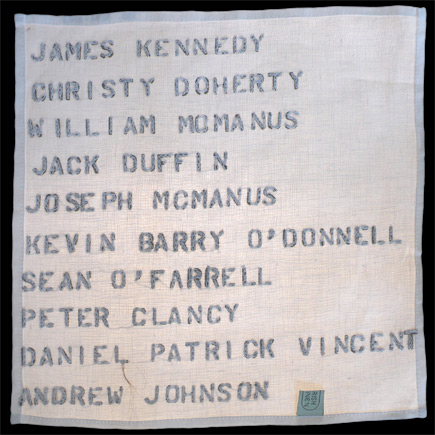 JAMES KENNEDY
CHRISTY DOHERTY
WILLIAM MCMANUS
JACK DUFFIN
JOSEPH MCMANUS
KEVIN BARRY O'DONNELL
SEAN O'FARRELL
PETER CLANCY
DANIEL PATRICK VINCENT
ANDREW JOHNSON